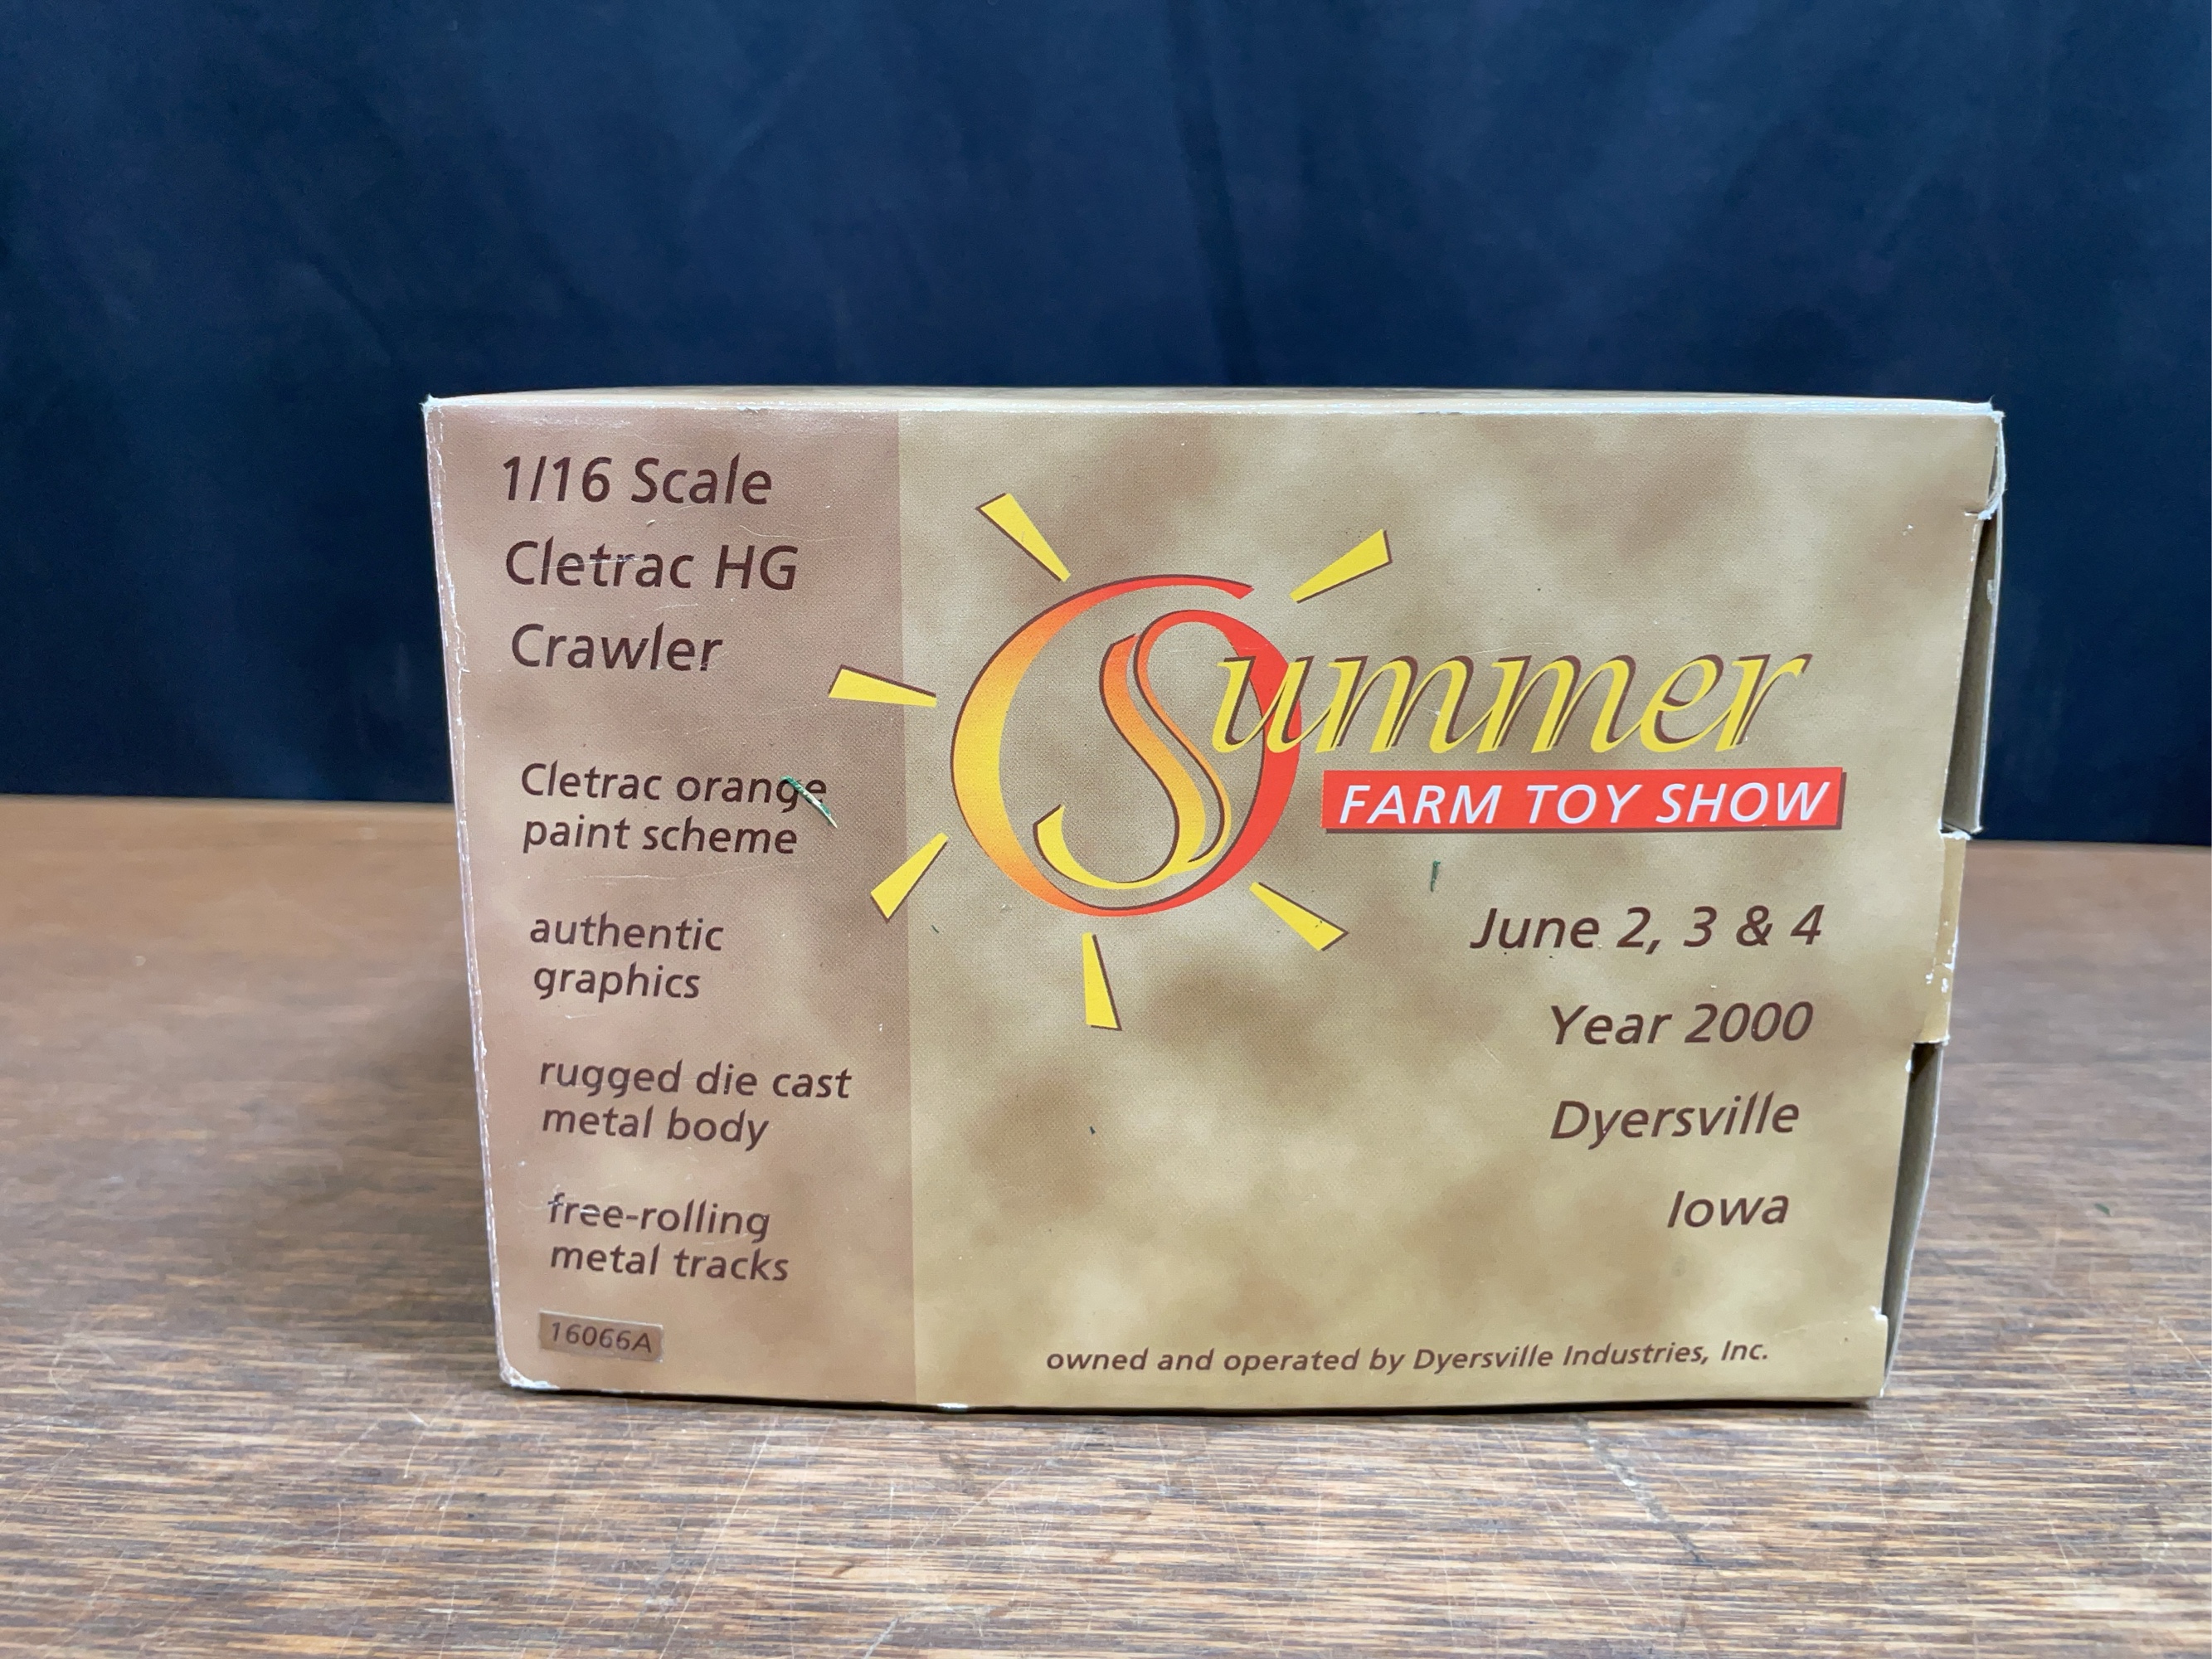 1/16 Scale
Cletrac HG
Crawler
Cletrac orange
paint scheme
authentic
graphics
rugged die cast
metal body
free-rolling
metal tracks
16066A
Summer
FARM TOY SHOW
June 2, 3 & 4
Year 2000
Dyersville
Iowa
owned and operated by Dyersville Industries, Inc.